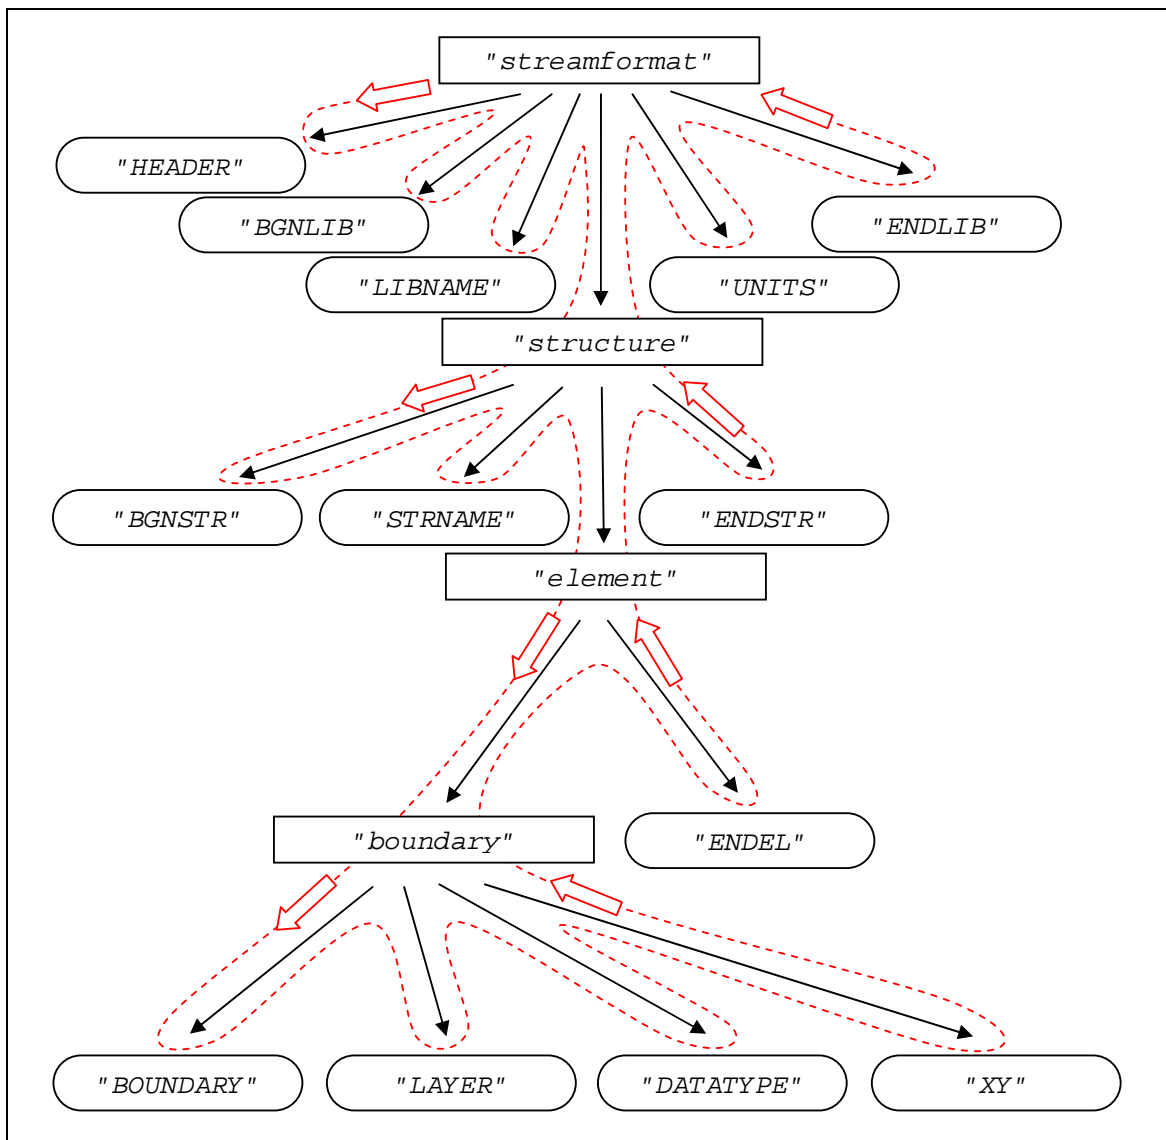 "streamformat"
"HEADER"
"BGNLIB"
"ENDLIB"
"LIBNAME"
"UNITS"
"structure"
"BGNSTR"
"STRNAME"
"ENDSTR"
"element"
"boundary"
"ENDEL"
"BOUNDARY"
"LAYER"
"DATATYPE"
"XY"